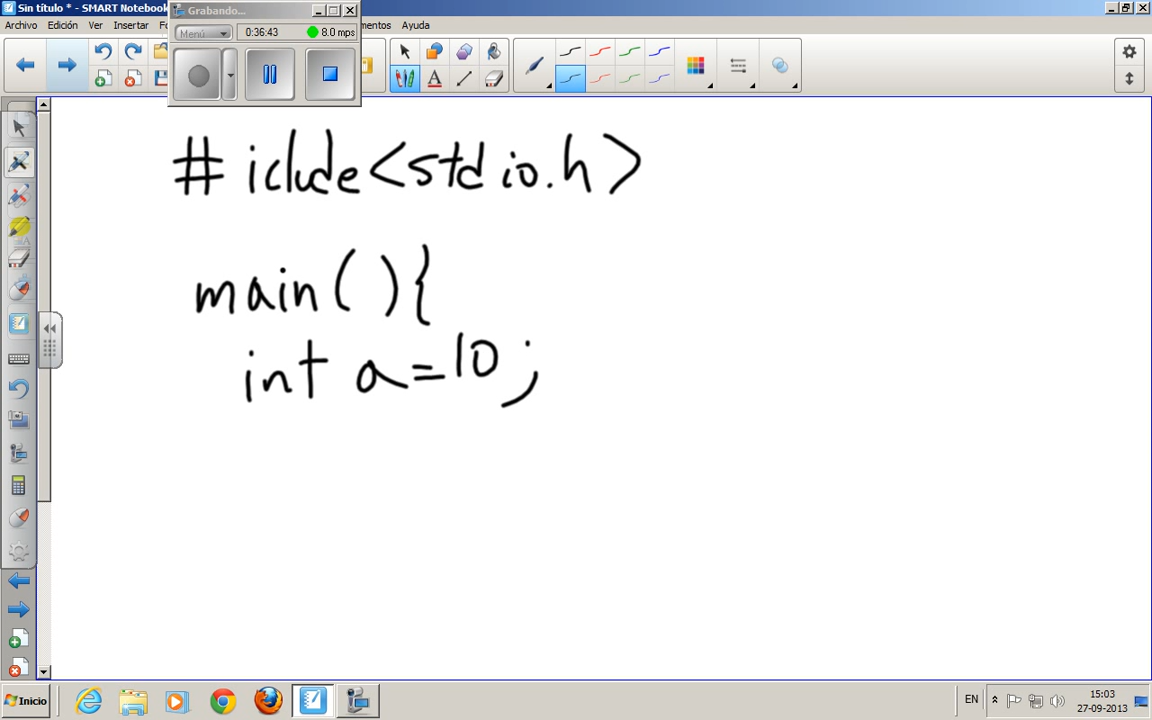 Sin título * - SMART Notebook
Grabando...
Archivo Edición Ver Insertar
Menú 0:36:43 8.0 mps
Ayuda
# iclude<stdio.h>
main( ){
int a=10;
Inicio
EN
15:03
27-09-2013